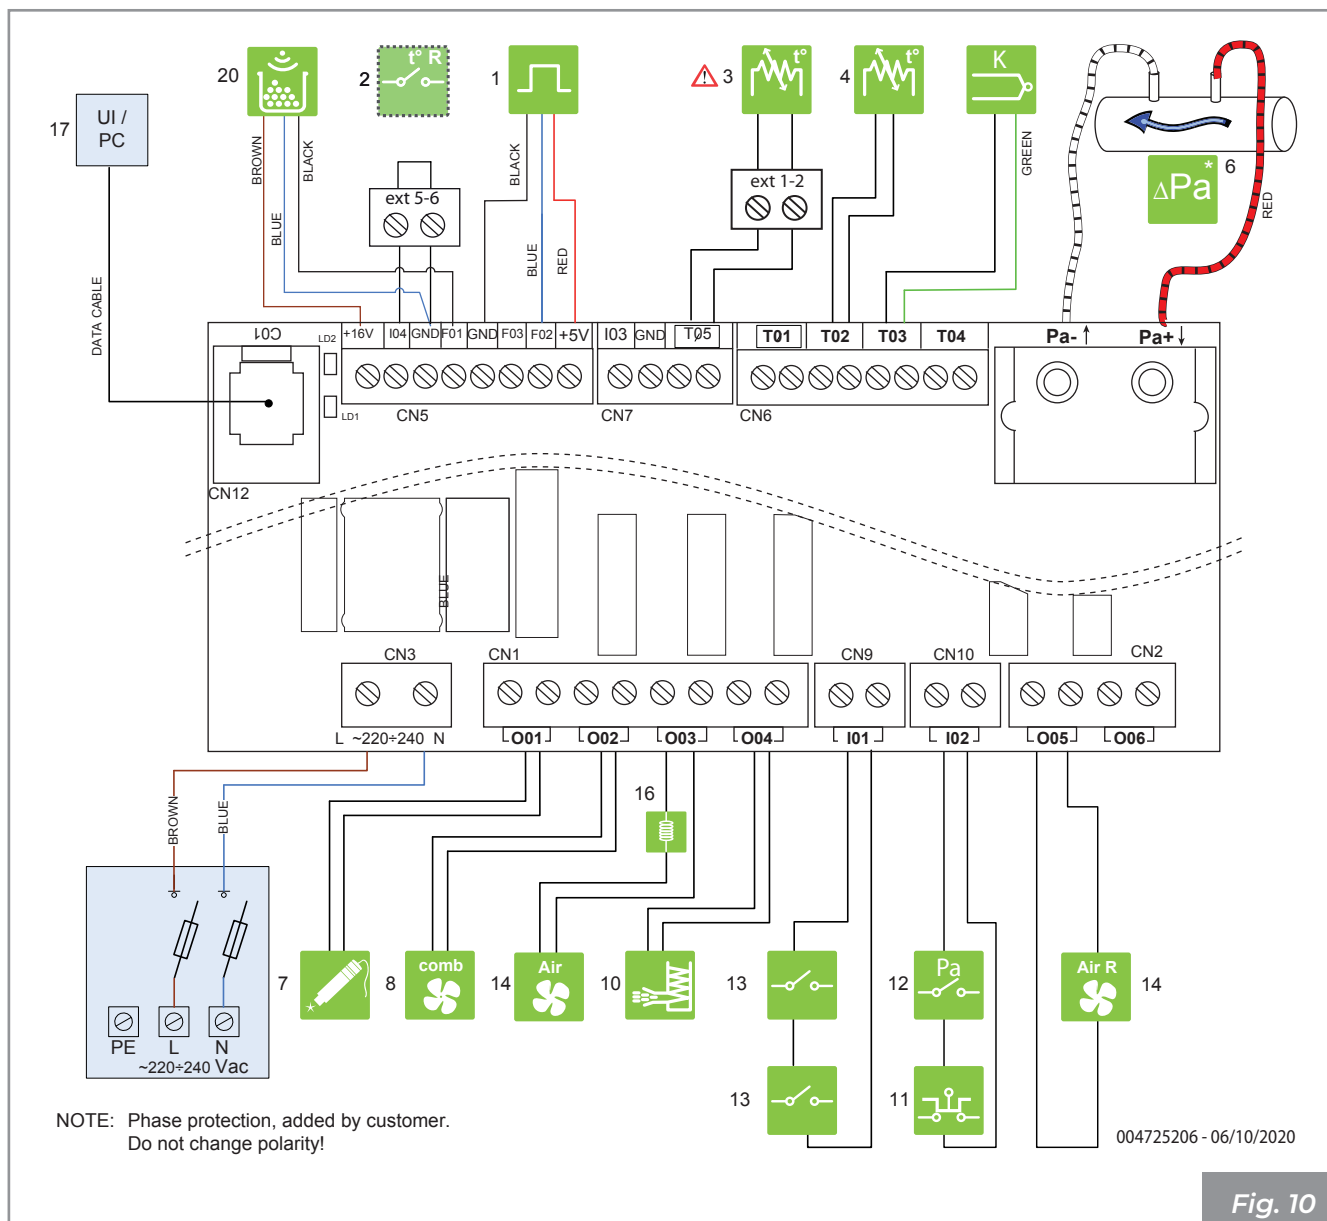 20
2
t° R
1
3
t°
4
t°
K
17
UI /
PC
BROWN
BLUE
BLACK
ext 5-6
BLACK
BLUE
RED
ext 1-2
GREEN
ΔPa*
6
RED
DATA CABLE
CO1
LD2
LD1
+16V
I04
GND
F01
GND
F03
F02
+5V
I03
GND
T05
T01
T02
T03
T04
Pa-
Pa+
CN5
CN7
CN6
CN12
BLUE
CN3
CN1
CN9
CN10
CN2
L ~220÷240 N
O01
O02
O03
O04
I01
I02
O05
O06
BROWN
BLUE
16
7
8
comb
14
Air
10
13
12
Pa
Air R
14
13
11
PE
L
N
~220÷240 Vac
NOTE: Phase protection, added by customer.
Do not change polarity!
004725206 - 06/10/2020
Fig. 10